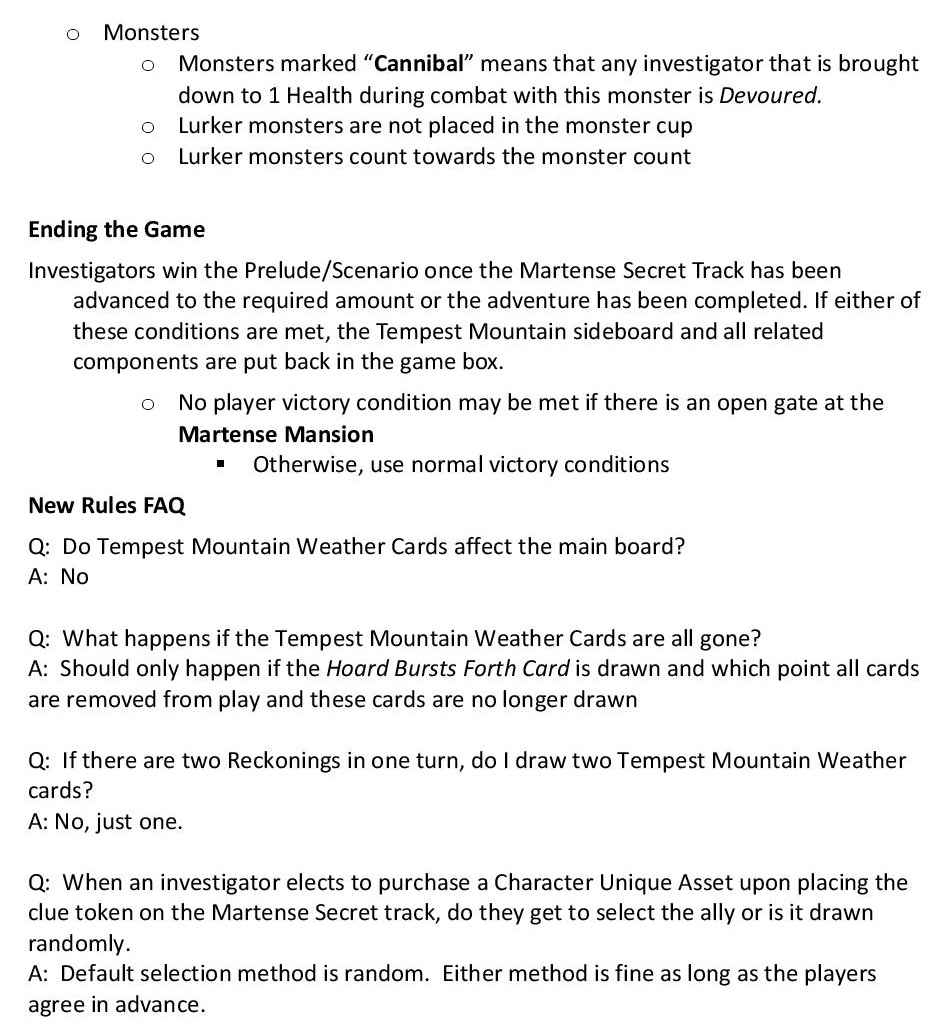 ○ Monsters
○ Monsters marked “Cannibal” means that any investigator that is brought
down to 1 Health during combat with this monster is Devoured.
○ Lurker monsters are not placed in the monster cup
○ Lurker monsters count towards the monster count
Ending the Game
Investigators win the Prelude/Scenario once the Martense Secret Track has been
advanced to the required amount or the adventure has been completed. If either of
these conditions are met, the Tempest Mountain sideboard and all related
components are put back in the game box.
○ No player victory condition may be met if there is an open gate at the
Martense Mansion
▪ Otherwise, use normal victory conditions
New Rules FAQ
Q: Do Tempest Mountain Weather Cards affect the main board?
A: No
Q: What happens if the Tempest Mountain Weather Cards are all gone?
A: Should only happen if the Hoard Bursts Forth Card is drawn and which point all cards
are removed from play and these cards are no longer drawn
Q: If there are two Reckonings in one turn, do I draw two Tempest Mountain Weather
cards?
A: No, just one.
Q: When an investigator elects to purchase a Character Unique Asset upon placing the
clue token on the Martense Secret track, do they get to select the ally or is it drawn
randomly.
A: Default selection method is random. Either method is fine as long as the players
agree in advance.